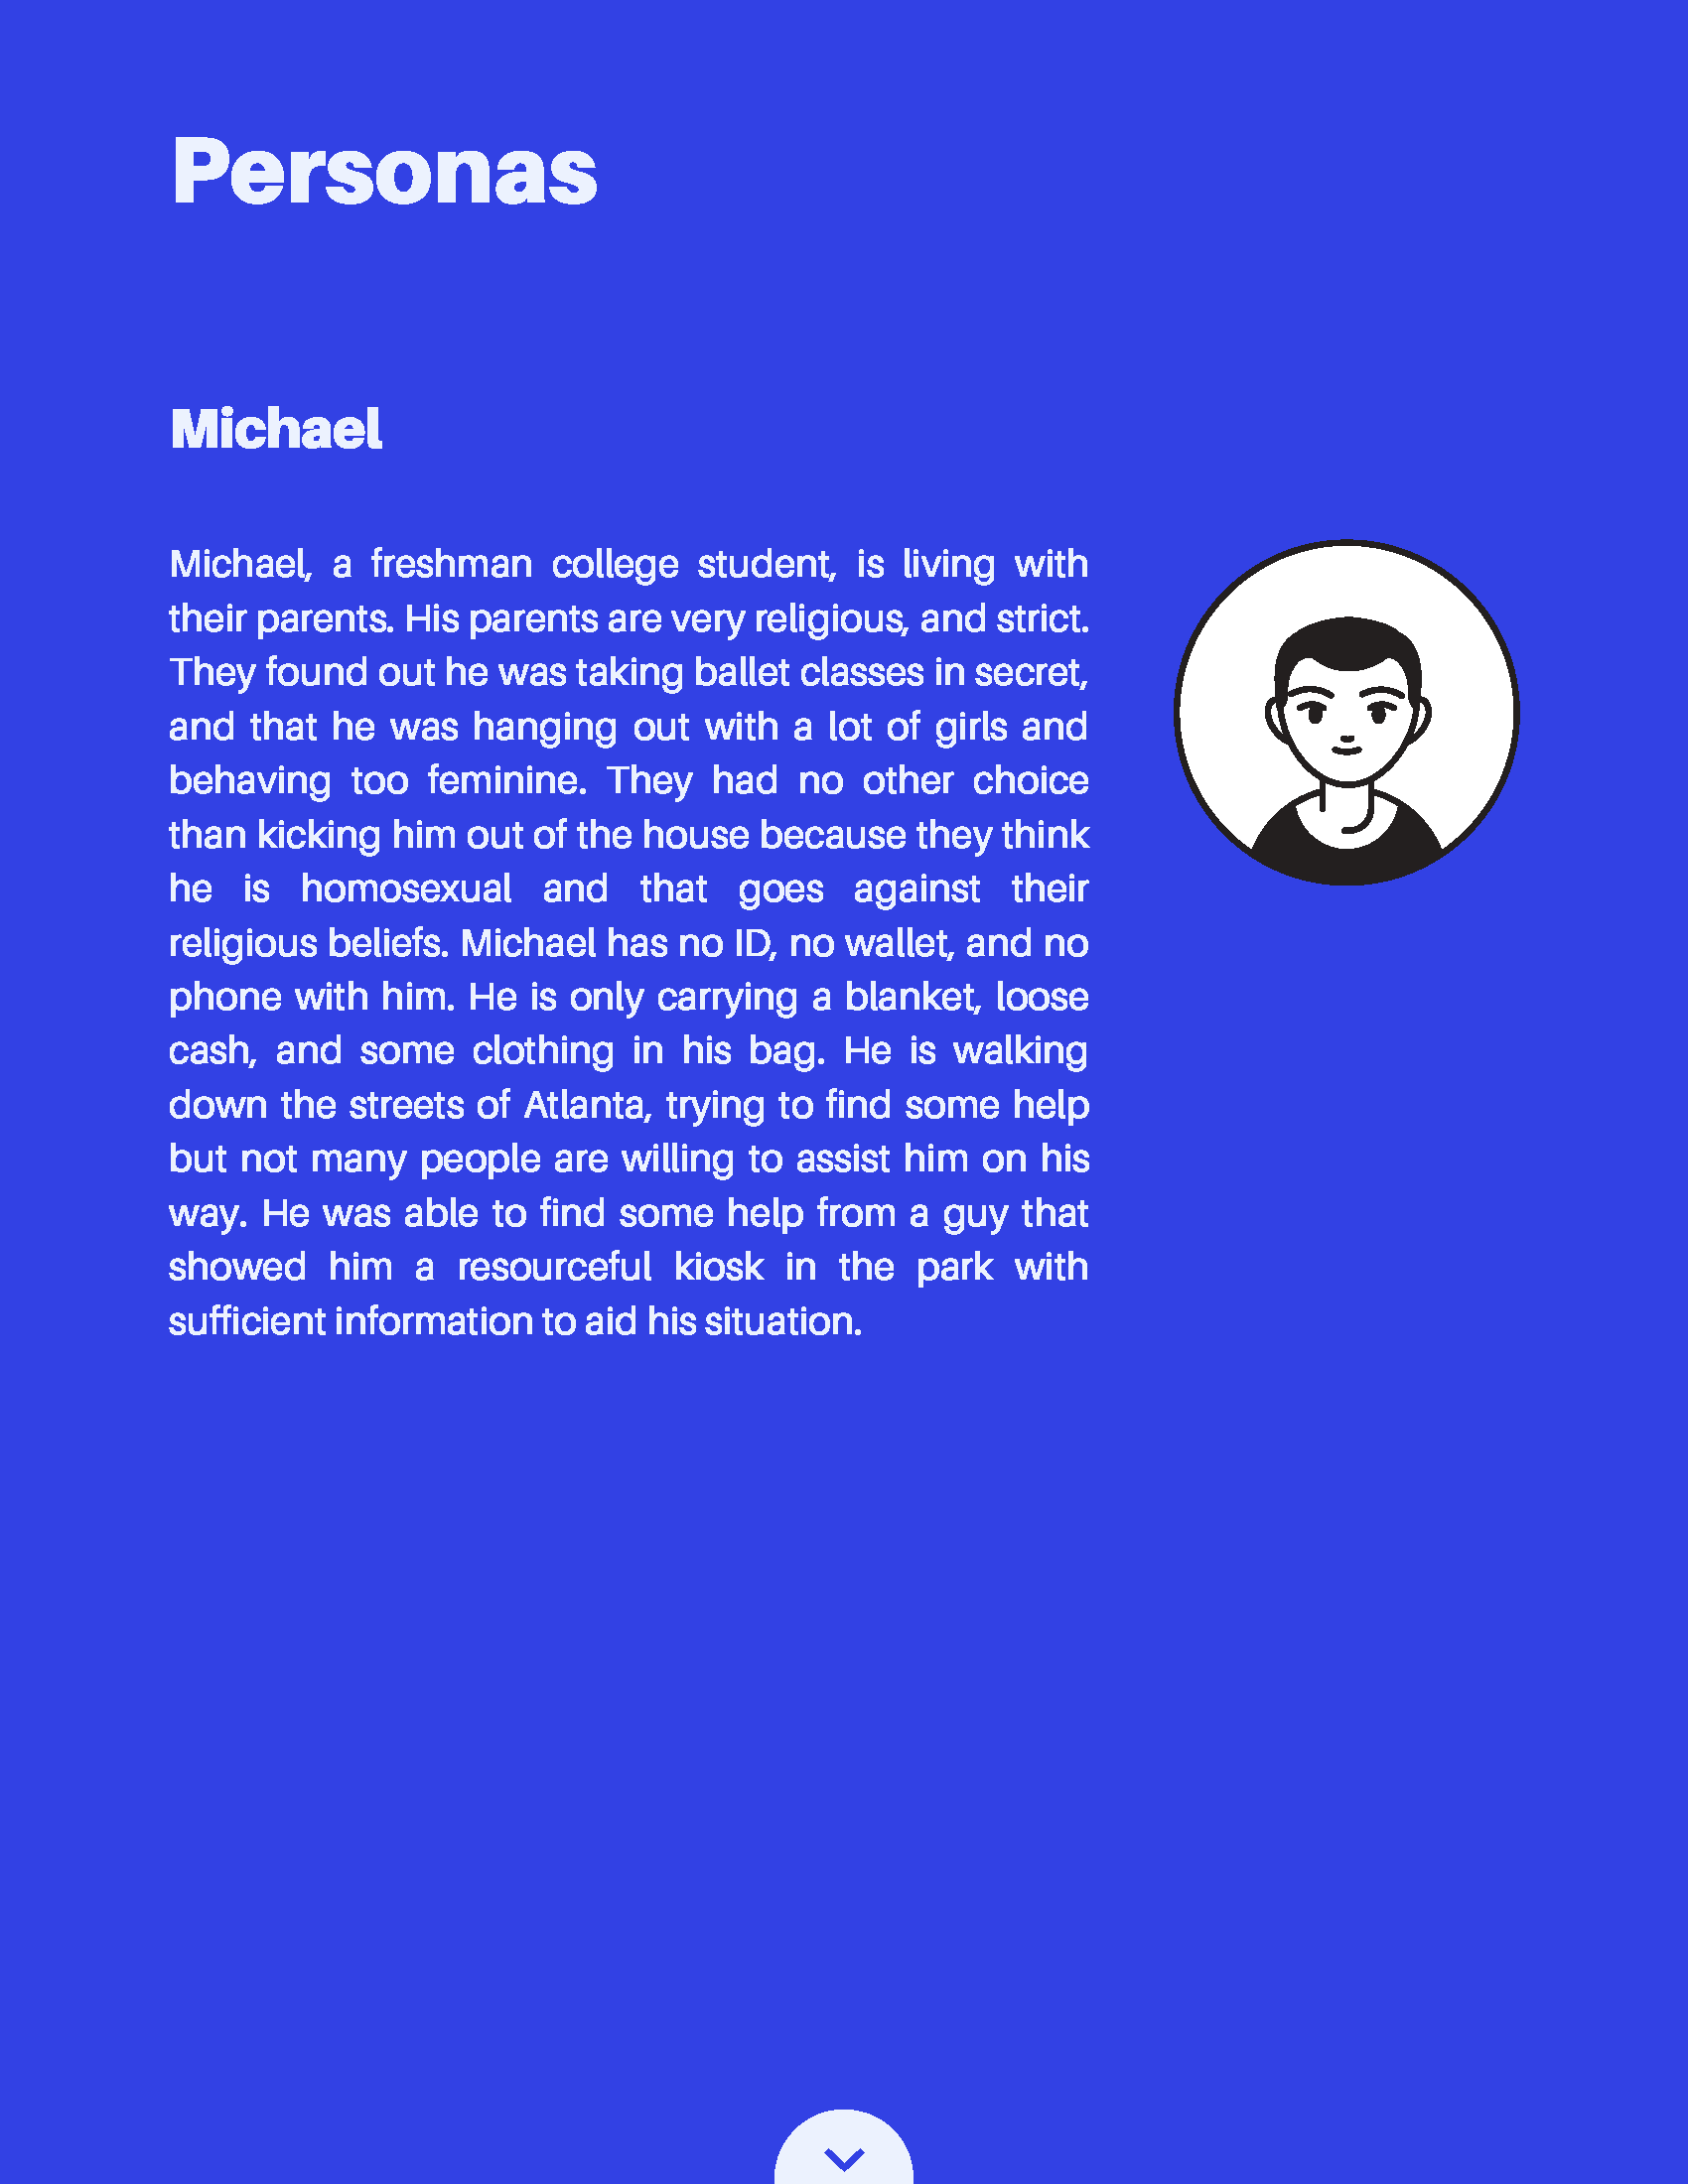 Personas
Michael
Michael, a freshman college student, is living with
their parents. His parents are very religious, and strict.
They found out he was taking ballet classes in secret,
and that he was hanging out with a lot of girls and
behaving too feminine. They had no other choice
than kicking him out of the house because they think
he is homosexual and that goes against their
religious beliefs. Michael has no ID, no wallet, and no
phone with him. He is only carrying a blanket, loose
cash, and some clothing in his bag. He is walking
down the streets of Atlanta, trying to find some help
but not many people are willing to assist him on his
way. He was able to find some help from a guy that
showed him a resourceful kiosk in the park with
sufficient information to aid his situation.